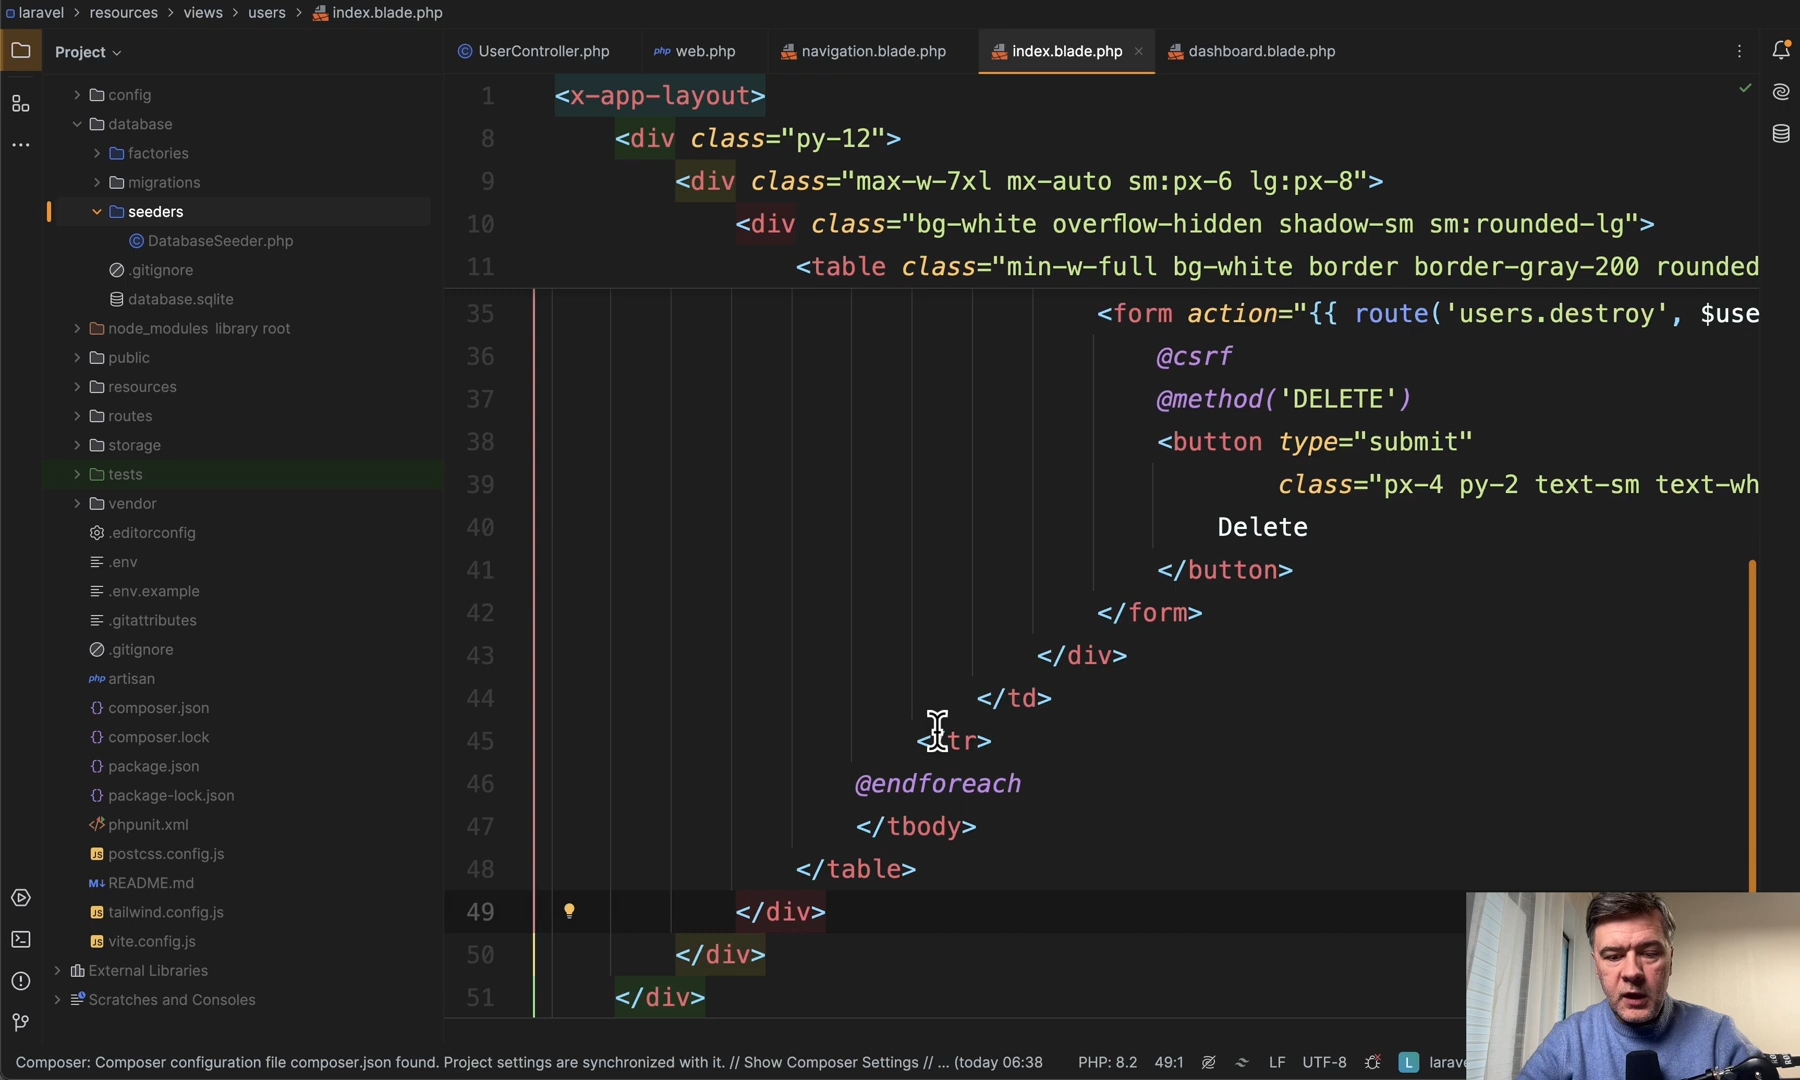 laravel > resources > views > users > index.blade.php
Project
UserController.php
php web.php
navigation.blade.php
index.blade.php ×
dashboard.blade.php
config
database
factories
migrations
seeders
DatabaseSeeder.php
.gitignore
database.sqlite
node_modules library root
public
resources
routes
storage
tests
vendor
.editorconfig
.env
.env.example
.gitattributes
.gitignore
php artisan
{} composer.json
{} composer.lock
{} package.json
{} package-lock.json
phpunit.xml
JS postcss.config.js
M↓ README.md
JS tailwind.config.js
JS vite.config.js
External Libraries
Scratches and Consoles
1 <x-app-layout>
8 <div class="py-12">
9 <div class="max-w-7xl mx-auto sm:px-6 lg:px-8">
10 <div class="bg-white overflow-hidden shadow-sm sm:rounded-lg">
11 <table class="min-w-full bg-white border border-gray-200 rounded
35 <form action="{{ route('users.destroy', $use
36 @csrf
37 @method('DELETE')
38 <button type="submit"
39 class="px-4 py-2 text-sm text-wh
40 Delete
41 </button>
42 </form>
43 </div>
44 </td>
45 </tr>
46 @endforeach
47 </tbody>
48 </table>
49 </div>
50 </div>
51 </div>
Composer: Composer configuration file composer.json found. Project settings are synchronized with it. // Show Composer Settings // ... (today 06:38
PHP: 8.2 49:1 LF UTF-8 L larave